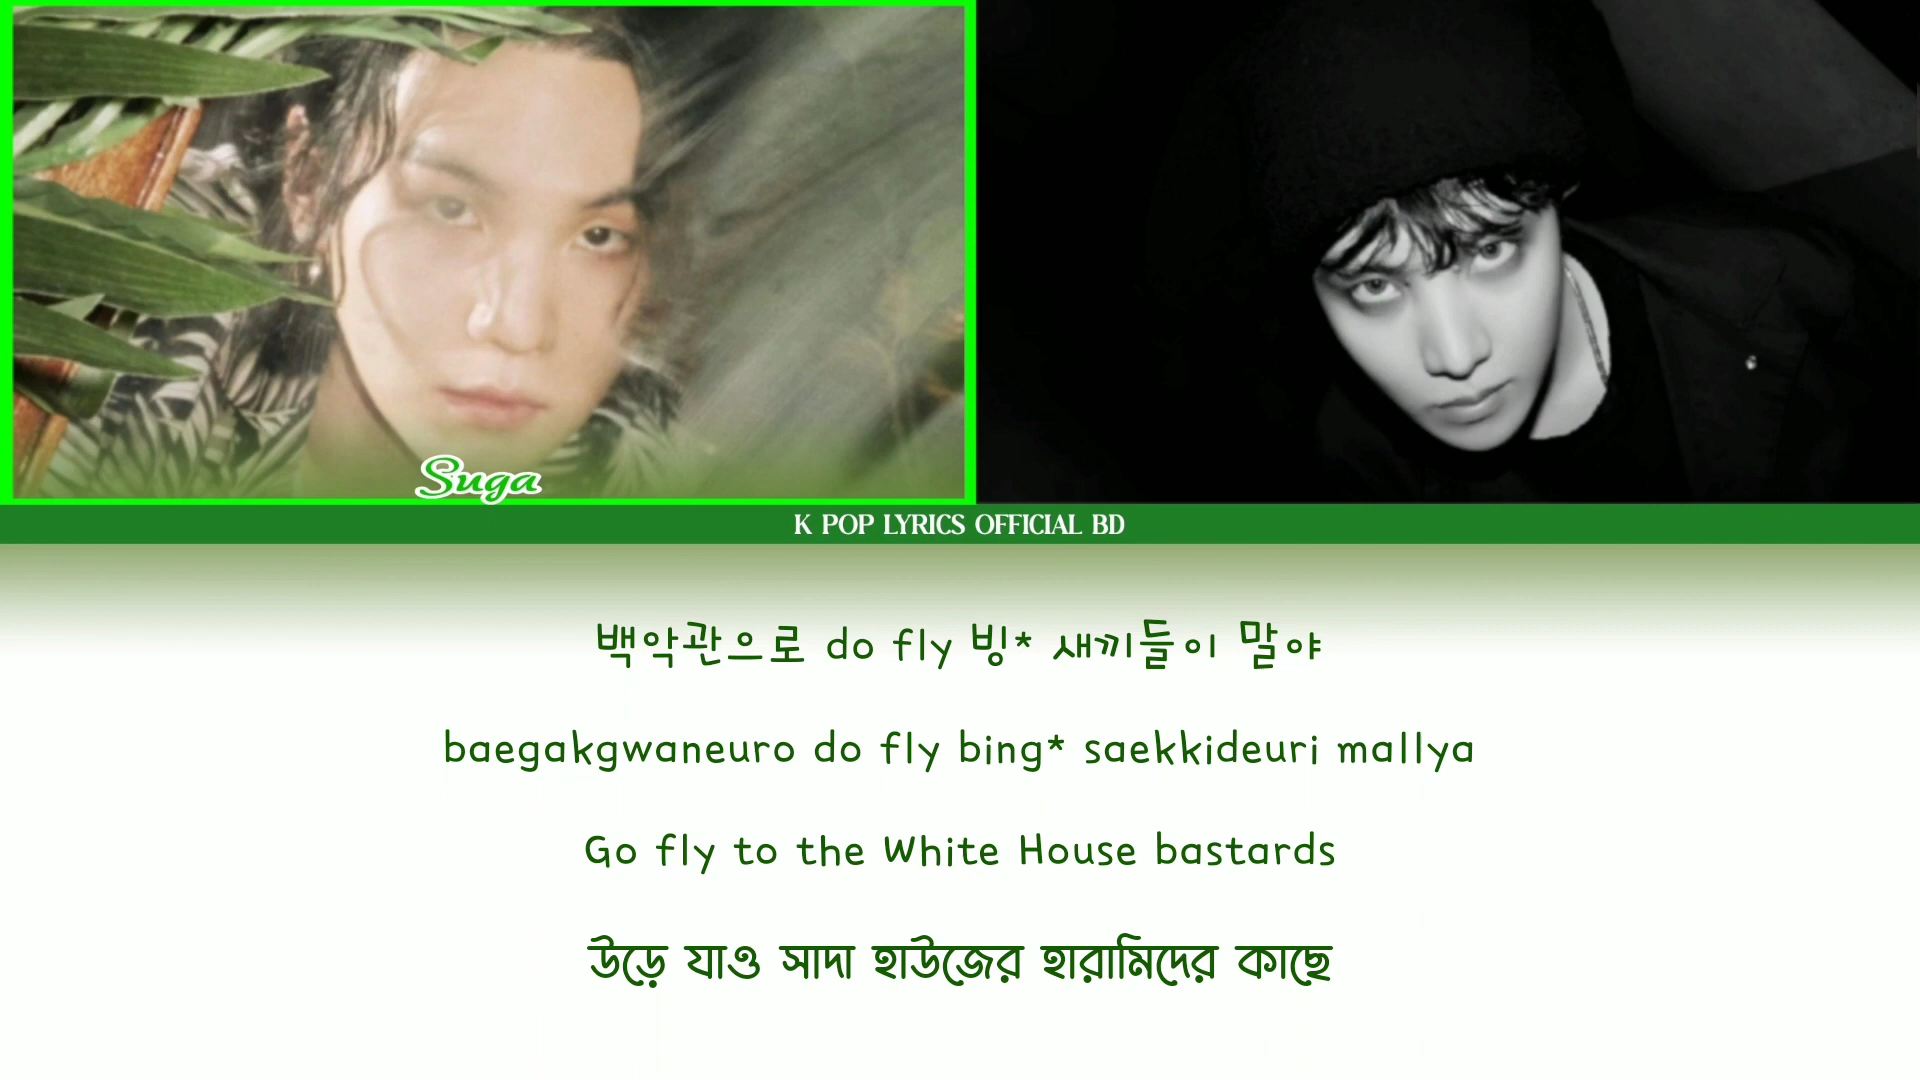 Suga
K POP LYRICS OFFICIAL BD
백악관으로 do fly 빙* 새끼들이 말야
baegakgwaneuro do fly bing* saekkideuri mallya
Go fly to the White House bastards
উড়ে যাও সাদা হাউজের হারামিদের কাছে